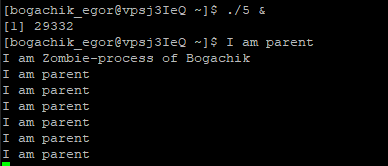 [bogachik_egor@vpsj3IeQ ~]$ ./5 &
[1] 29332
[bogachik_egor@vpsj3IeQ ~]$ I am parent
I am Zombie-process of Bogachik
I am parent
I am parent
I am parent
I am parent
I am parent
I am parent